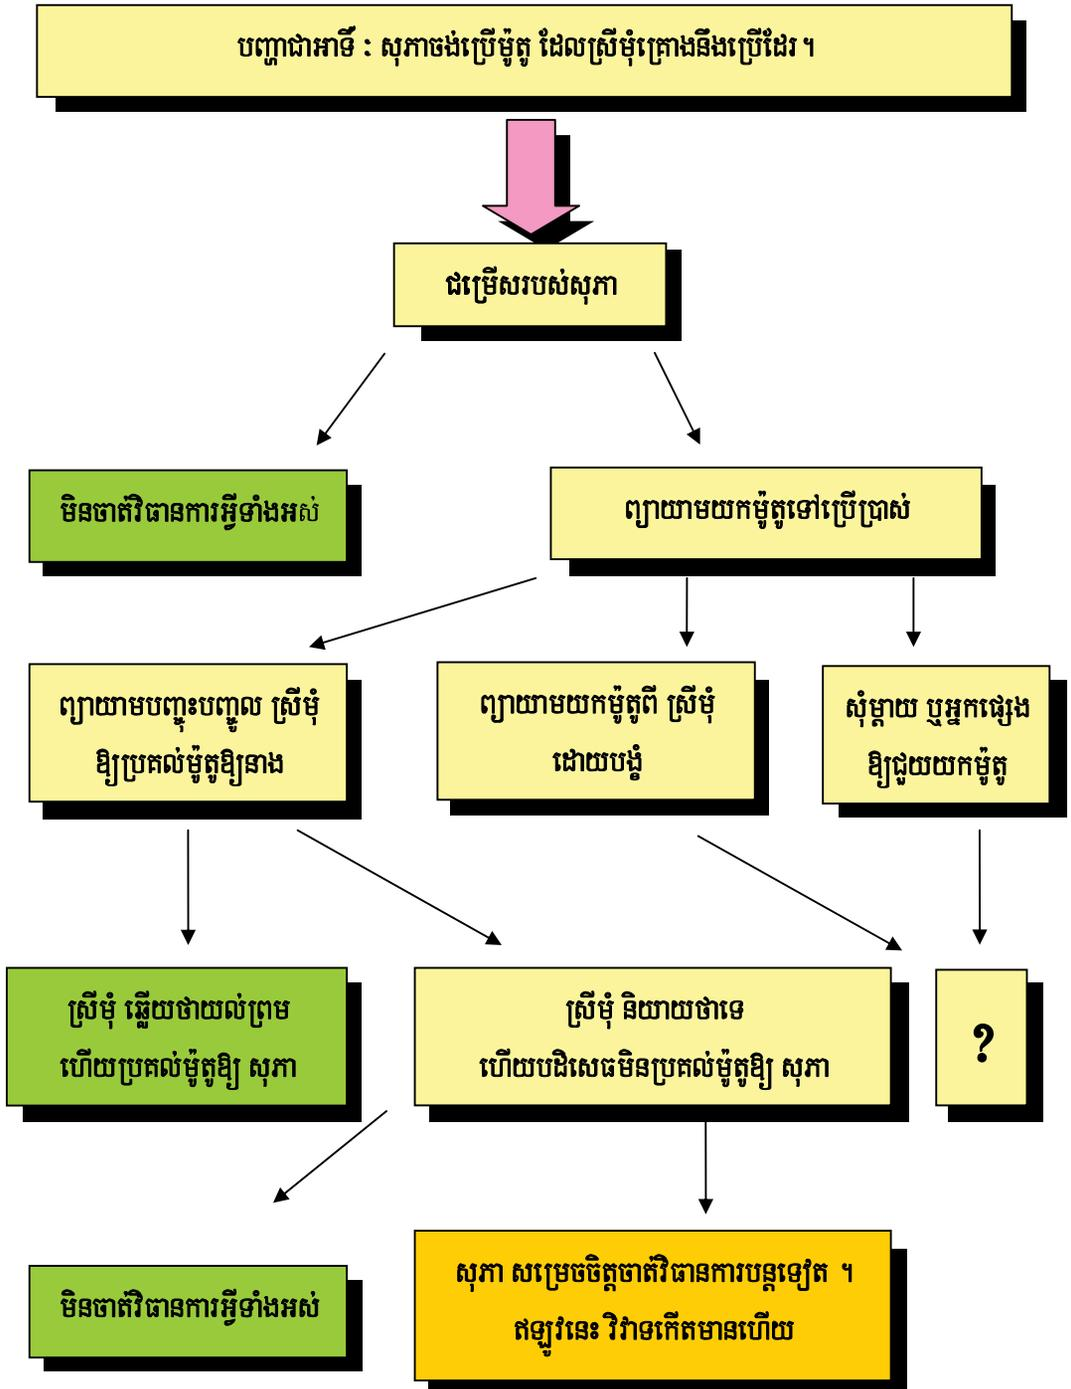 បញ្ហាជាអាទិ៍ : សុភាចង់ប្រើម៉ូតូ ដែលស្រីមុំគ្រោងនឹងប្រើដែរ។
ជម្រើសរបស់សុភា
មិនចាត់វិធានការអ្វីទាំងអស់
ព្យាយាមយកម៉ូតូទៅប្រើប្រាស់
ព្យាយាមបញ្ចុះបញ្ចូល ស្រីមុំ
ឱ្យប្រគល់ម៉ូតូឱ្យនាង
ព្យាយាមយកម៉ូតូពី ស្រីមុំ
ដោយបង្ខំ
សុំម្តាយ ឬអ្នកផ្សេង
ឱ្យជួយយកម៉ូតូ
ស្រីមុំ ឆ្លើយថាយល់ព្រម
ហើយប្រគល់ម៉ូតូឱ្យ សុភា
ស្រីមុំ និយាយថាទេ
ហើយបដិសេធមិនប្រគល់ម៉ូតូឱ្យ សុភា
?
មិនចាត់វិធានការអ្វីទាំងអស់
សុភា សម្រេចចិត្តចាត់វិធានការបន្តទៀត ។
ឥឡូវនេះ វិវាទកើតមានហើយ